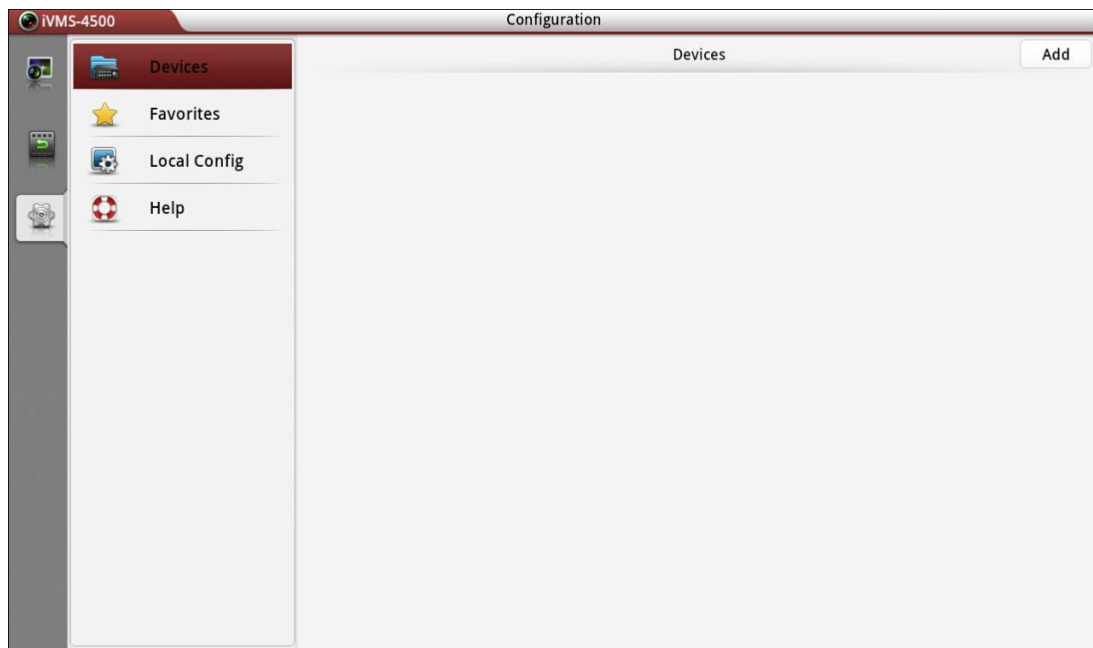 iVMS-4500
Configuration
Devices
Favorites
Local Config
Help
Devices
Add